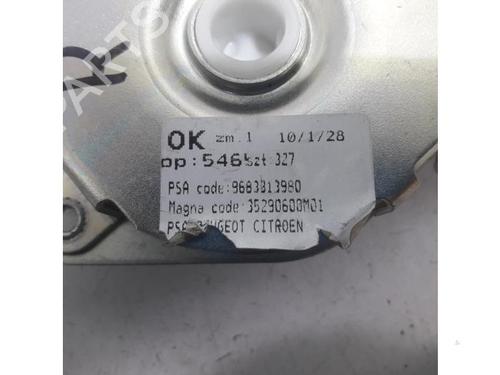 OK zm.1 10/1/28
op:546 szt 327
PSA code:9683813980
Magna code:35290600M01
PSA PEUGEOT CITROEN